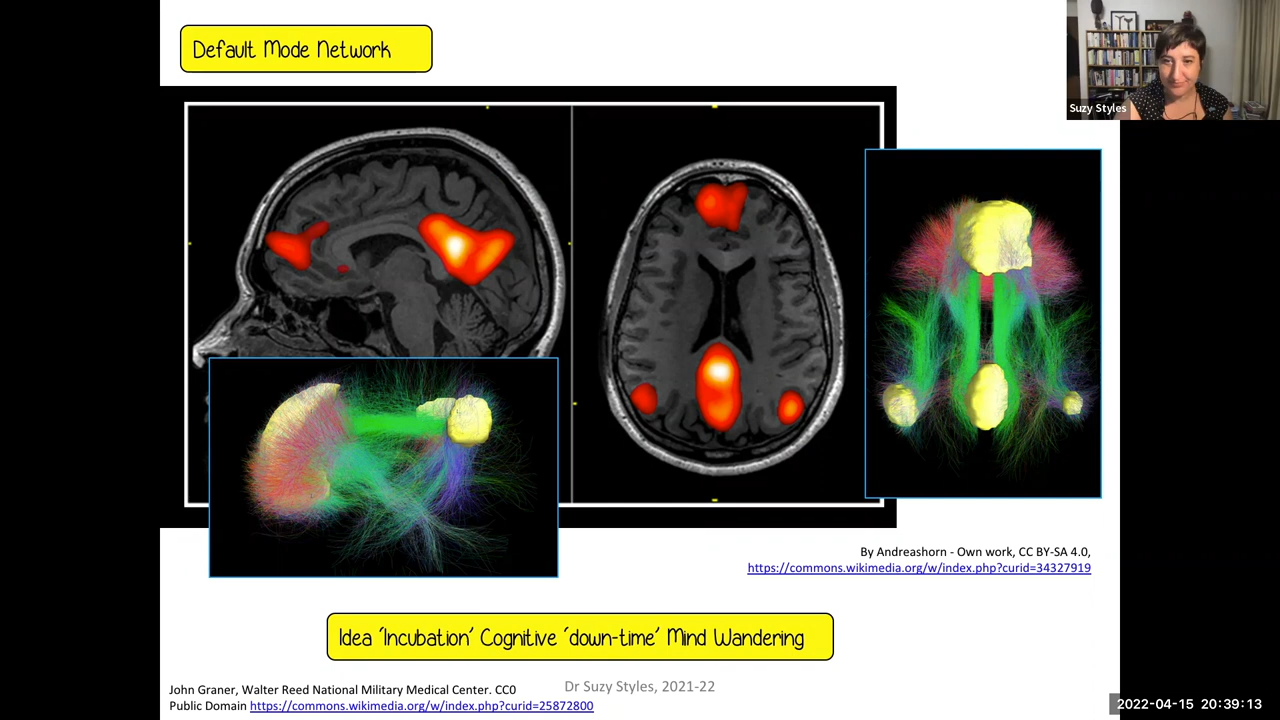 Default Mode Network
Suzy Styles
By Andreashorn - Own work, CC BY-SA 4.0,
https://commons.wikimedia.org/w/index.php?curid=34327919
Idea ‘Incubation’ Cognitive ‘down-time’ Mind Wandering
John Graner, Walter Reed National Military Medical Center. CC0
Public Domain https://commons.wikimedia.org/w/index.php?curid=25872800
Dr Suzy Styles, 2021-22
2022-04-15 20:39:13